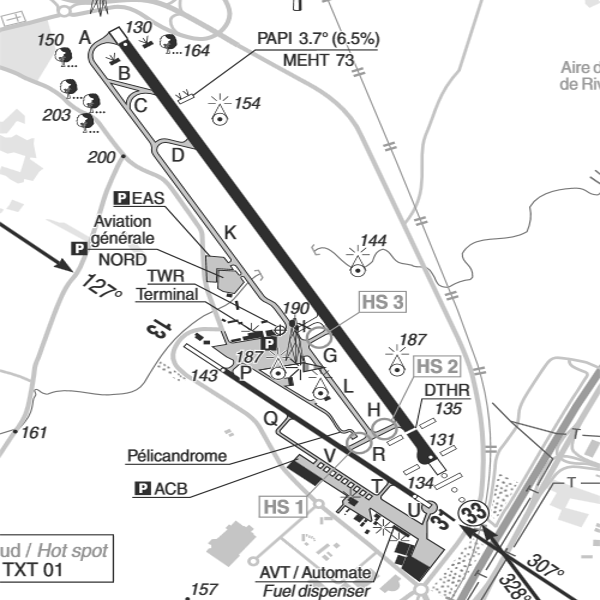 130
A
150
164
PAPI 3.7° (6.5%)
MEHT 73
B
Aire d
de Riv
C
154
203
D
200
P EAS
Aviation
générale
P
NORD
K
144
127°
TWR
Terminal
190
HS 3
13
P
187
G
187
HS 2
143
P
L
DTHR
135
Q
H
131
161
Pélicandrome
V
R
T
P ACB
T
134
HS 1
U
31
33
T
ud / Hot spot
TXT 01
AVT / Automate
Fuel dispenser
307°
328°
157